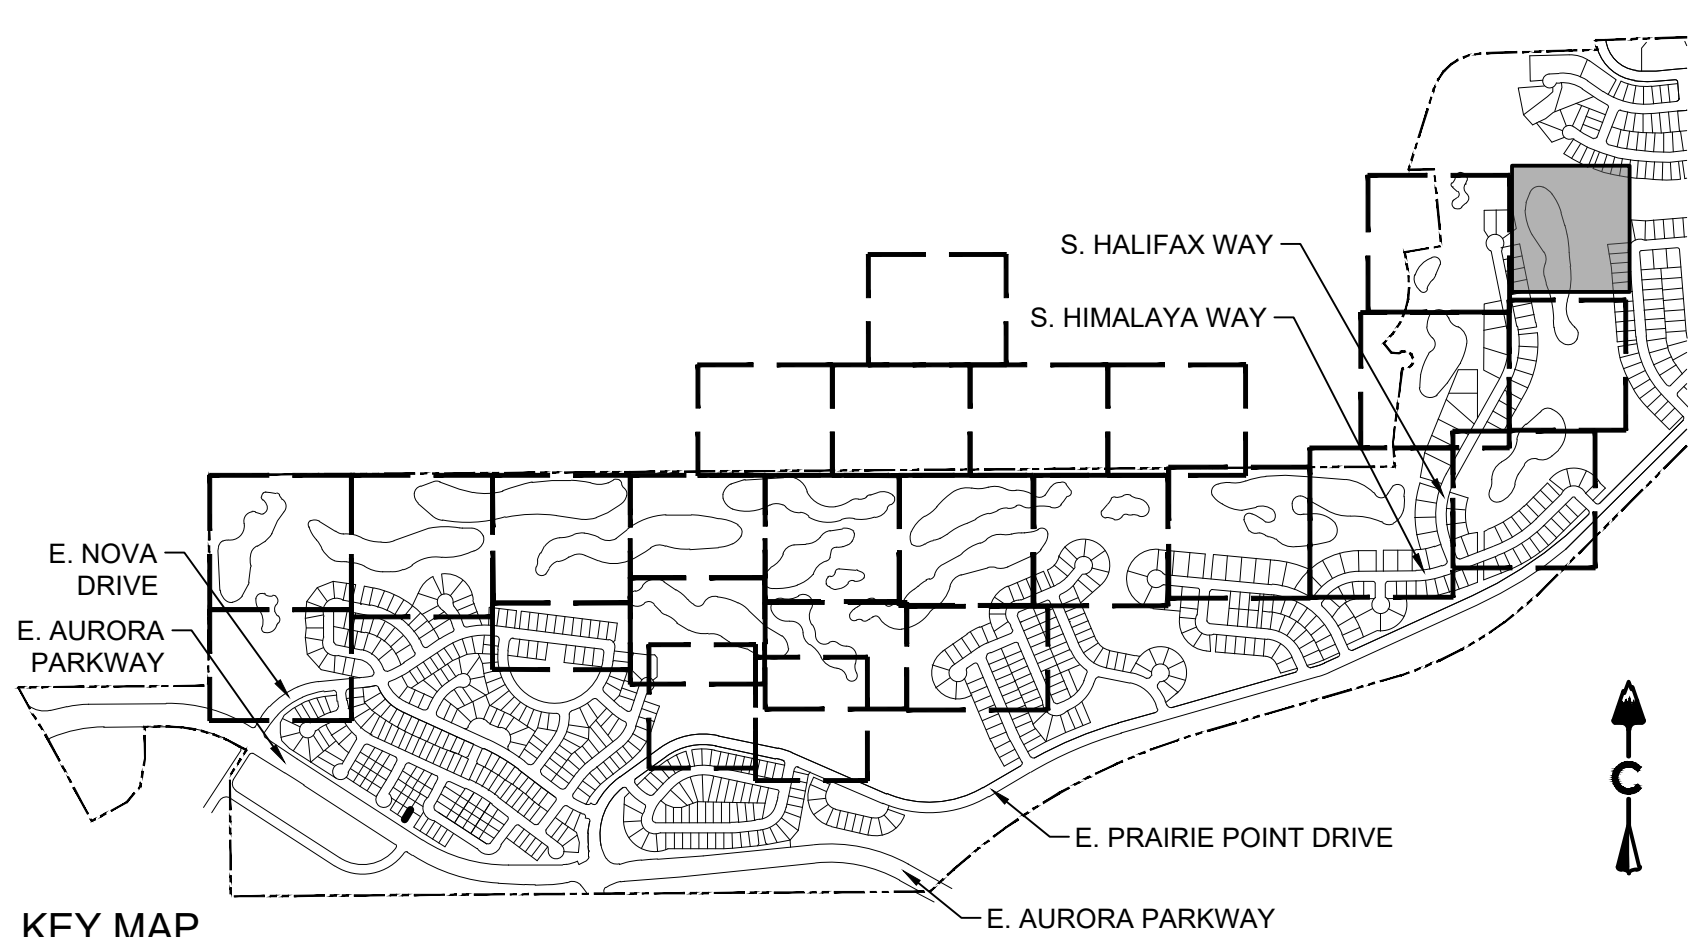 S. HALIFAX WAY
S. HIMALAYA WAY
E. NOVA
DRIVE
E. AURORA
PARKWAY
C
E. PRAIRIE POINT DRIVE
E. AURORA PARKWAY
KEY MAP